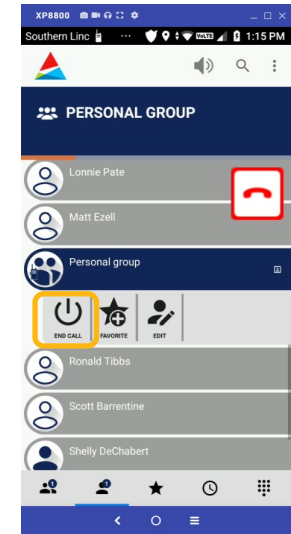 XP8800
Southern Linc ... VoLTE 1:15 PM
PERSONAL GROUP
Lonnie Pate
Matt Ezell
Personal group
END CALL FAVORITE EDIT
Ronald Tibbs
Scott Barrentine
Shelly DeChabert